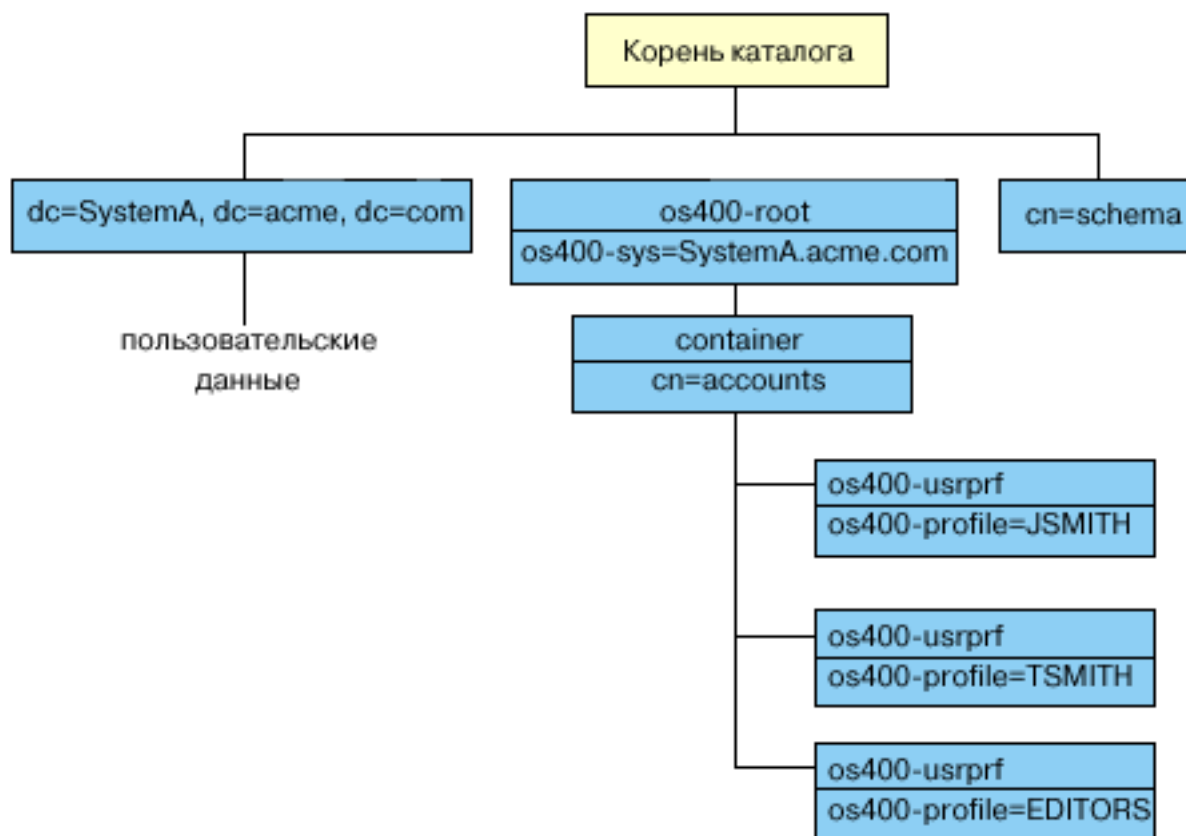 Корень каталога
dc=SystemA, dc=acme, dc=com
os400-root
os400-sys=SystemA.acme.com
cn=schema
пользовательские
данные
container
cn=accounts
os400-usrprf
os400-profile=JSMITH
os400-usrprf
os400-profile=TSMITH
os400-usrprf
os400-profile=EDITORS